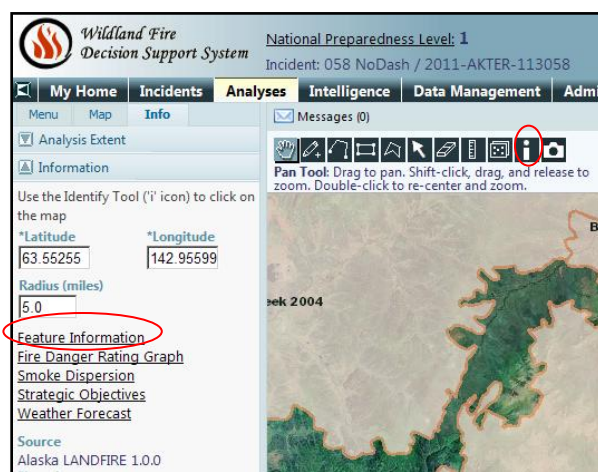 Wildland Fire
Decision Support System
National Preparedness Level: 1
Incident: 058 NoDash / 2011-AKTER-113058
My Home Incidents Analyses Intelligence Data Management Admi
Menu Map Info
Messages (0)
Analysis Extent
Information
Pan Tool: Drag to pan. Shift-click, drag, and release to
zoom. Double-click to re-center and zoom.
Use the Identify Tool ('i' icon) to click on
the map
*Latitude *Longitude
63.55255 142.95599
Radius (miles)
5.0
Feature Information
Fire Danger Rating Graph
Smoke Dispersion
Strategic Objectives
Weather Forecast
Source
Alaska LANDFIRE 1.0.0
eek 2004
B